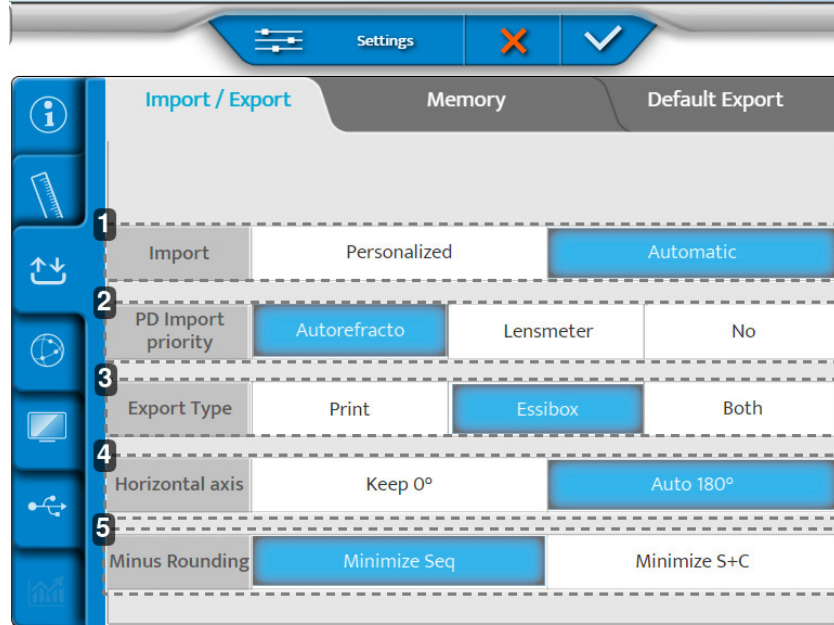 Settings
Import / Export Memory Default Export
1
Import Personalized Automatic
2
PD Import
priority Autorefracto Lensmeter No
3
Export Type Print Essibox Both
4
Horizontal axis Keep 0° Auto 180°
5
Minus Rounding Minimize Seq Minimize S+C